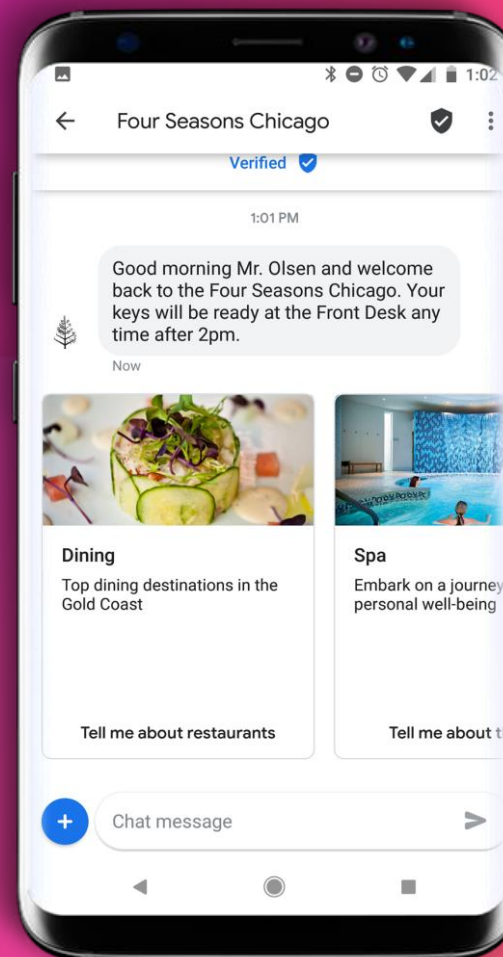 1:02
Four Seasons Chicago
Verified
1:01 PM
Good morning Mr. Olsen and welcome
back to the Four Seasons Chicago. Your
keys will be ready at the Front Desk any
time after 2pm.
Now
Dining
Top dining destinations in the
Gold Coast
Tell me about restaurants
Spa
Embark on a journey
personal well-being
Tell me about t
Chat message